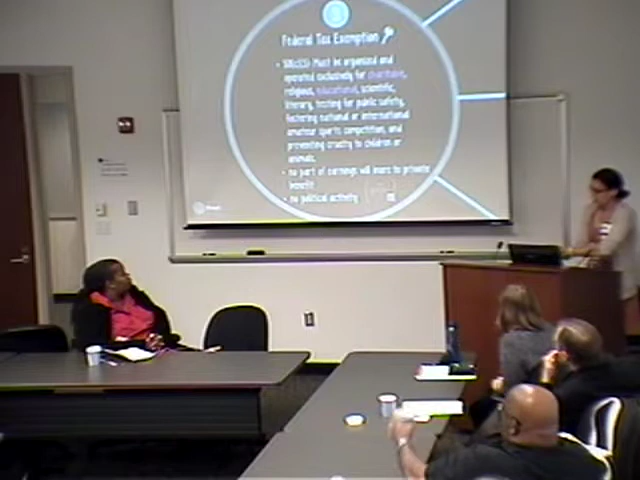 Federal Tax Exemption
• 501(c)(3): Must be organized and
operated exclusively for charitable,
religious, educational, scientific,
literary, testing for public safety,
fostering national or international
amateur sports competition, and
preventing cruelty to children or
animals.
• no part of earnings will inure to private
benefit
• no political activity